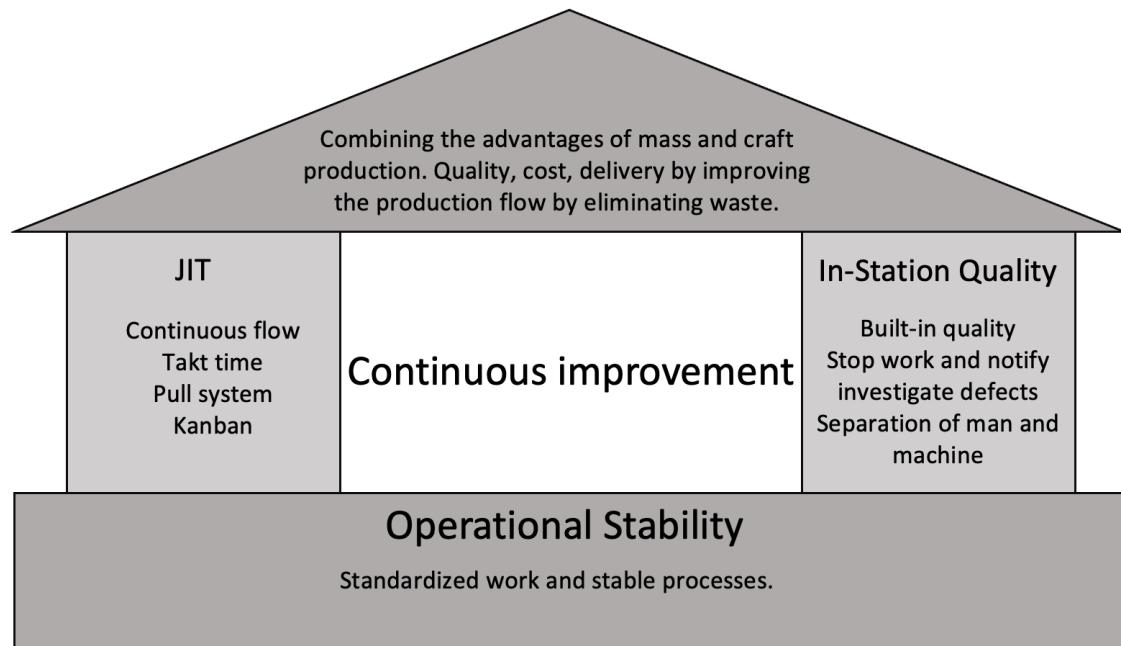 Combining the advantages of mass and craft
production. Quality, cost, delivery by improving
the production flow by eliminating waste.
JIT
Continuous flow
Takt time
Pull system
Kanban
Continuous improvement
In-Station Quality
Built-in quality
Stop work and notify
investigate defects
Separation of man and
machine
Operational Stability
Standardized work and stable processes.